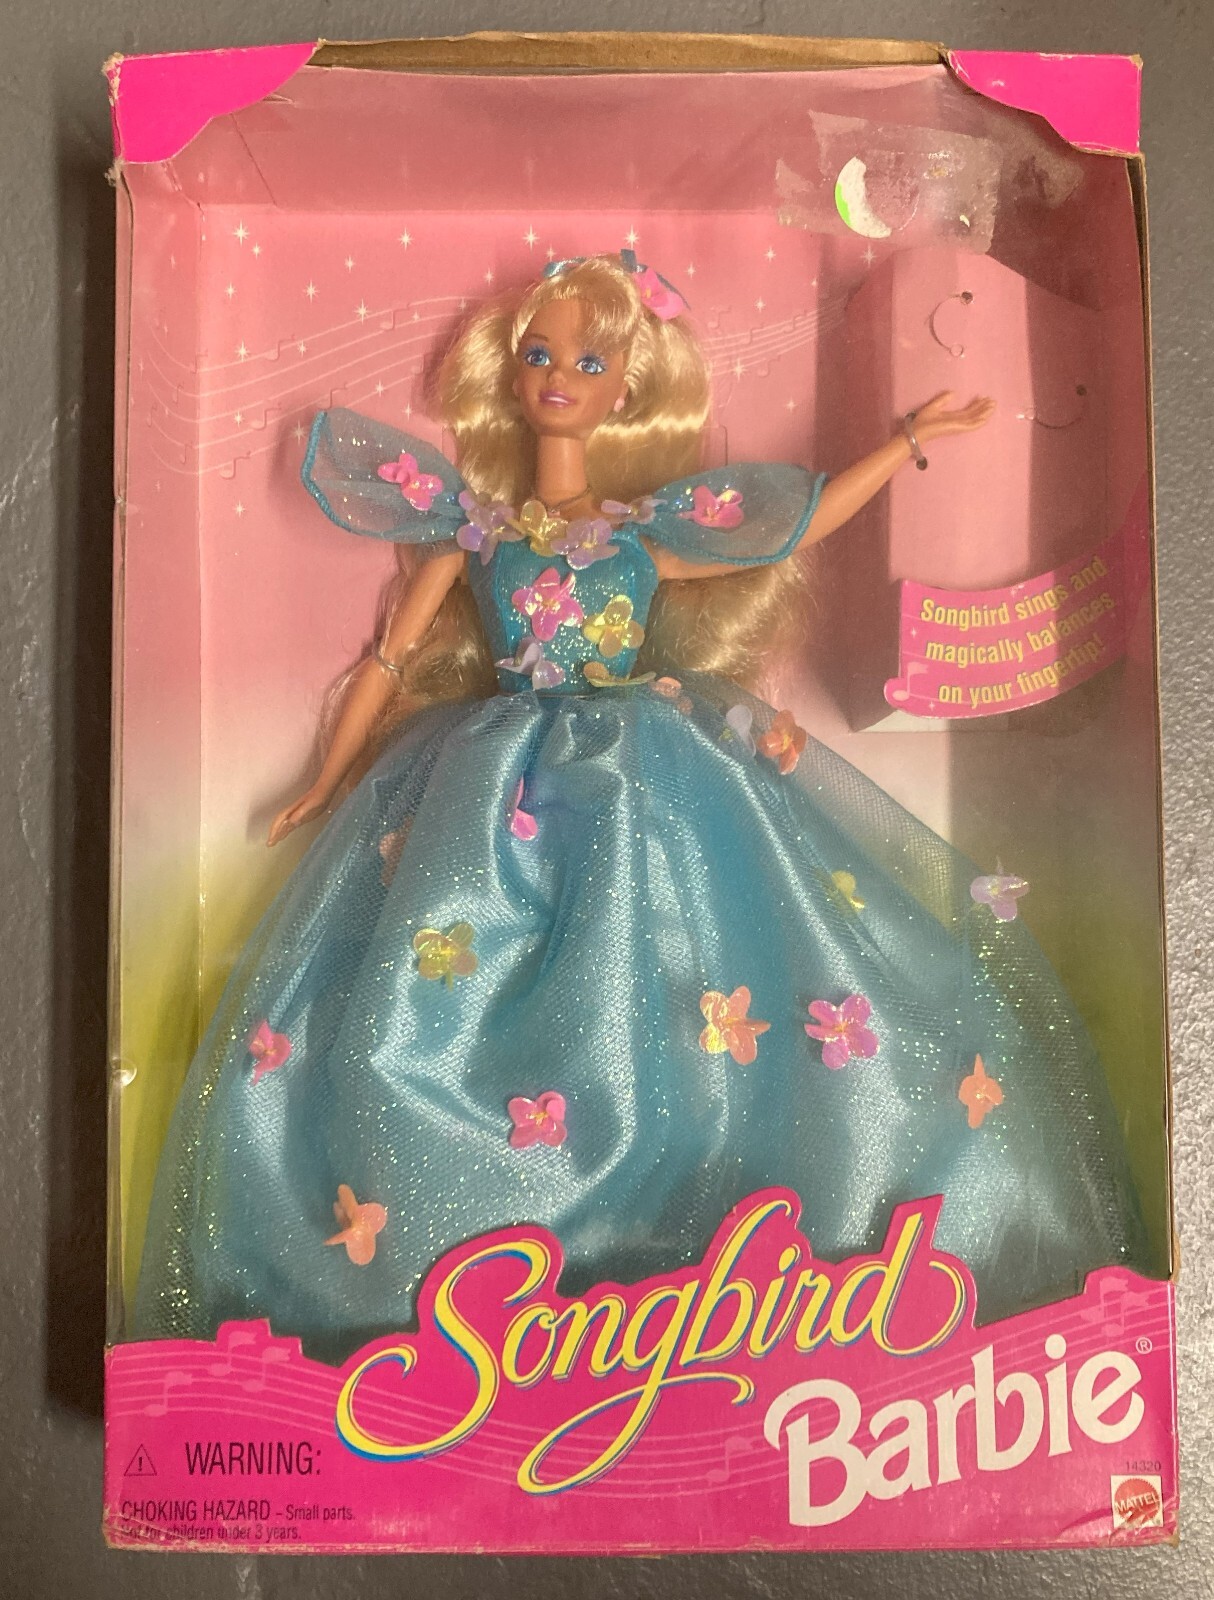 Songbird sings and
magically balances
on your fingertip!
Songbird
Barbie®
WARNING:
CHOKING HAZARD – Small parts.
Not for children under 3 years.
14320
MATTEL